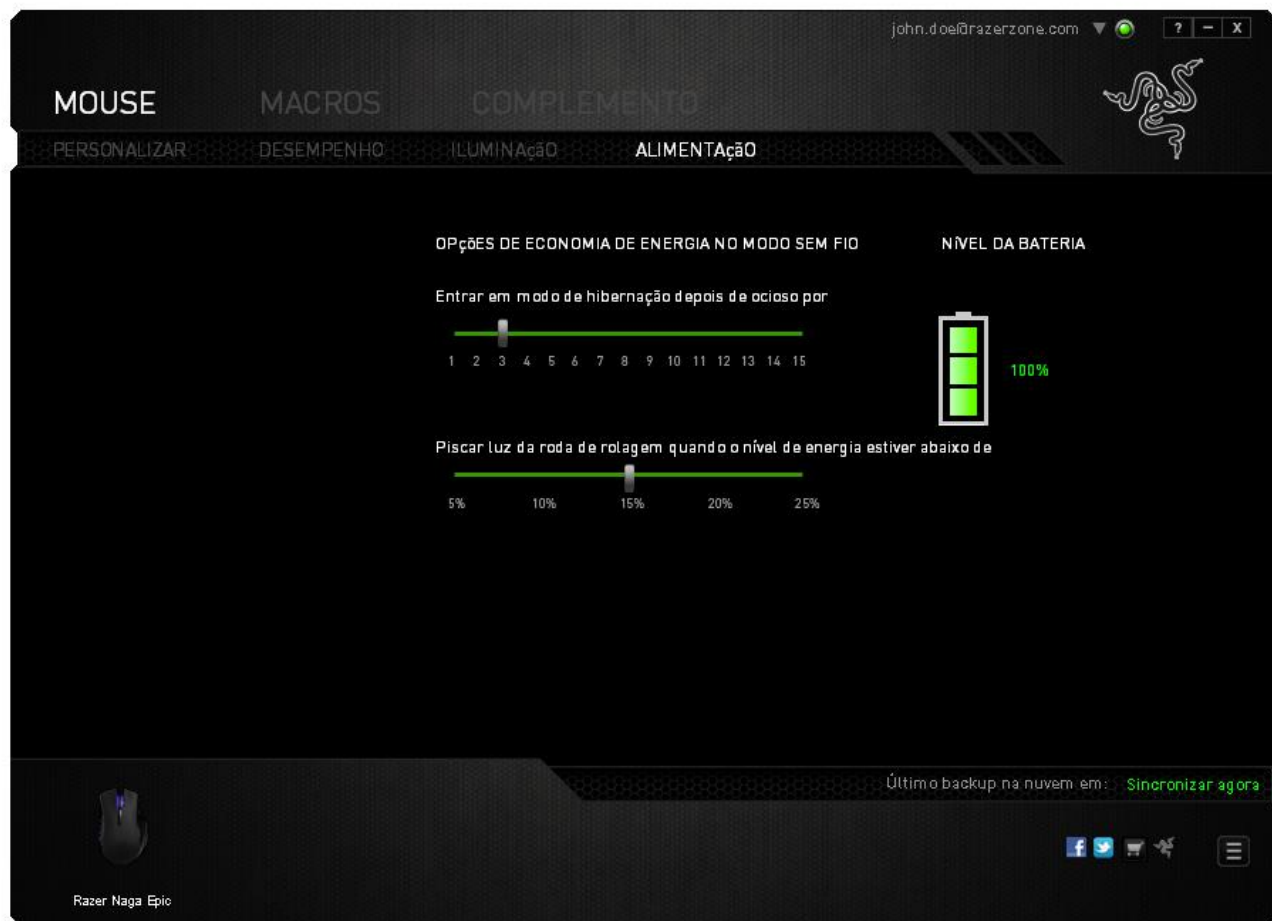 john.doe@razerzone.com
? – X
MOUSE MACROS COMPLEMENTO
PERSONALIZAR DESEMPENHO ILUMINAçãO ALIMENTAçãO
OPçõES DE ECONOMIA DE ENERGIA NO MODO SEM FIO
NíVEL DA BATERIA
Entrar em modo de hibernação depois de ocioso por
1 2 3 4 5 6 7 8 9 10 11 12 13 14 15
100%
Piscar luz da roda de rolagem quando o nível de energia estiver abaixo de
5% 10% 15% 20% 25%
Último backup na nuvem em: Sincronizar agora
Razer Naga Epic